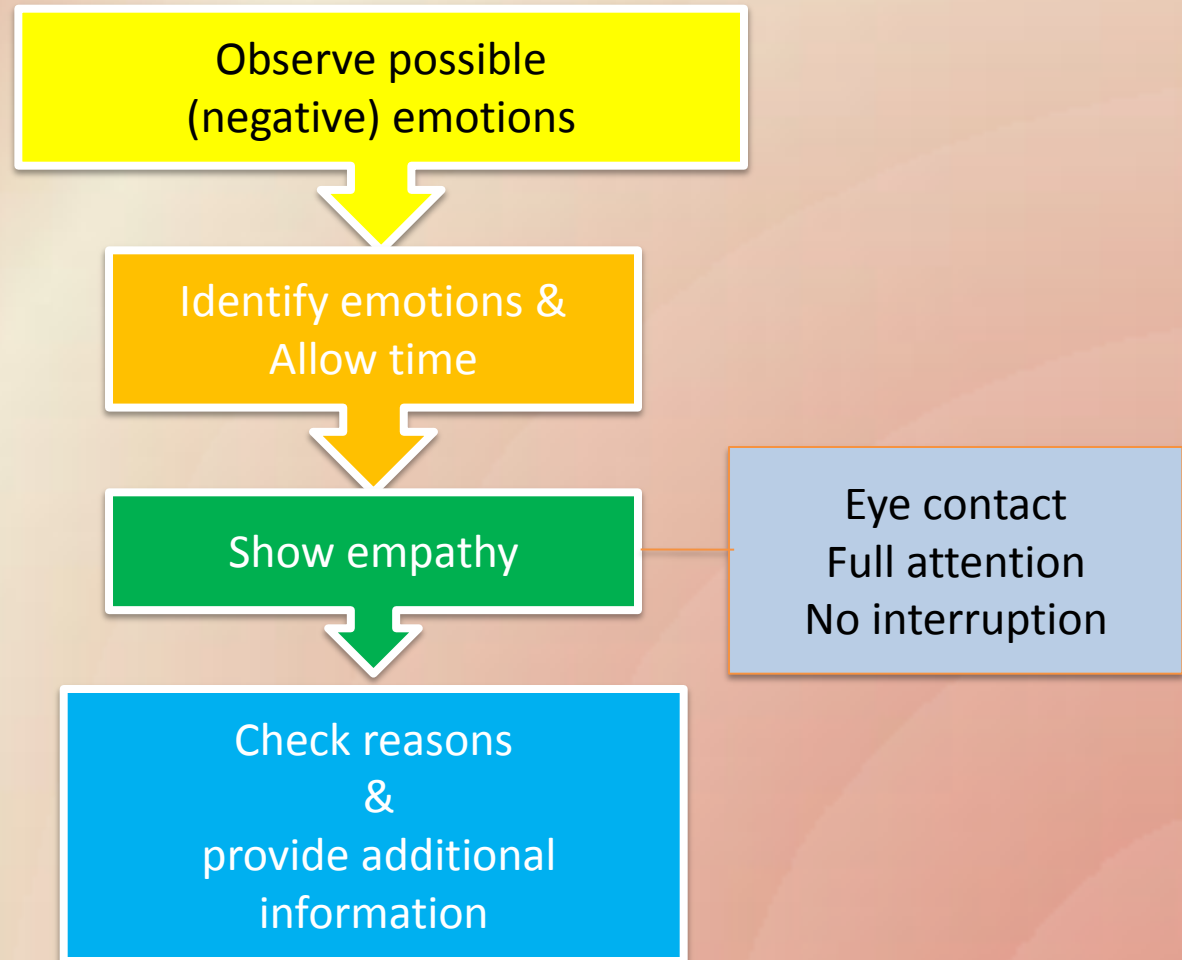 Observe possible
(negative) emotions
Identify emotions &
Allow time
Show empathy
Eye contact
Full attention
No interruption
Check reasons
&
provide additional
information